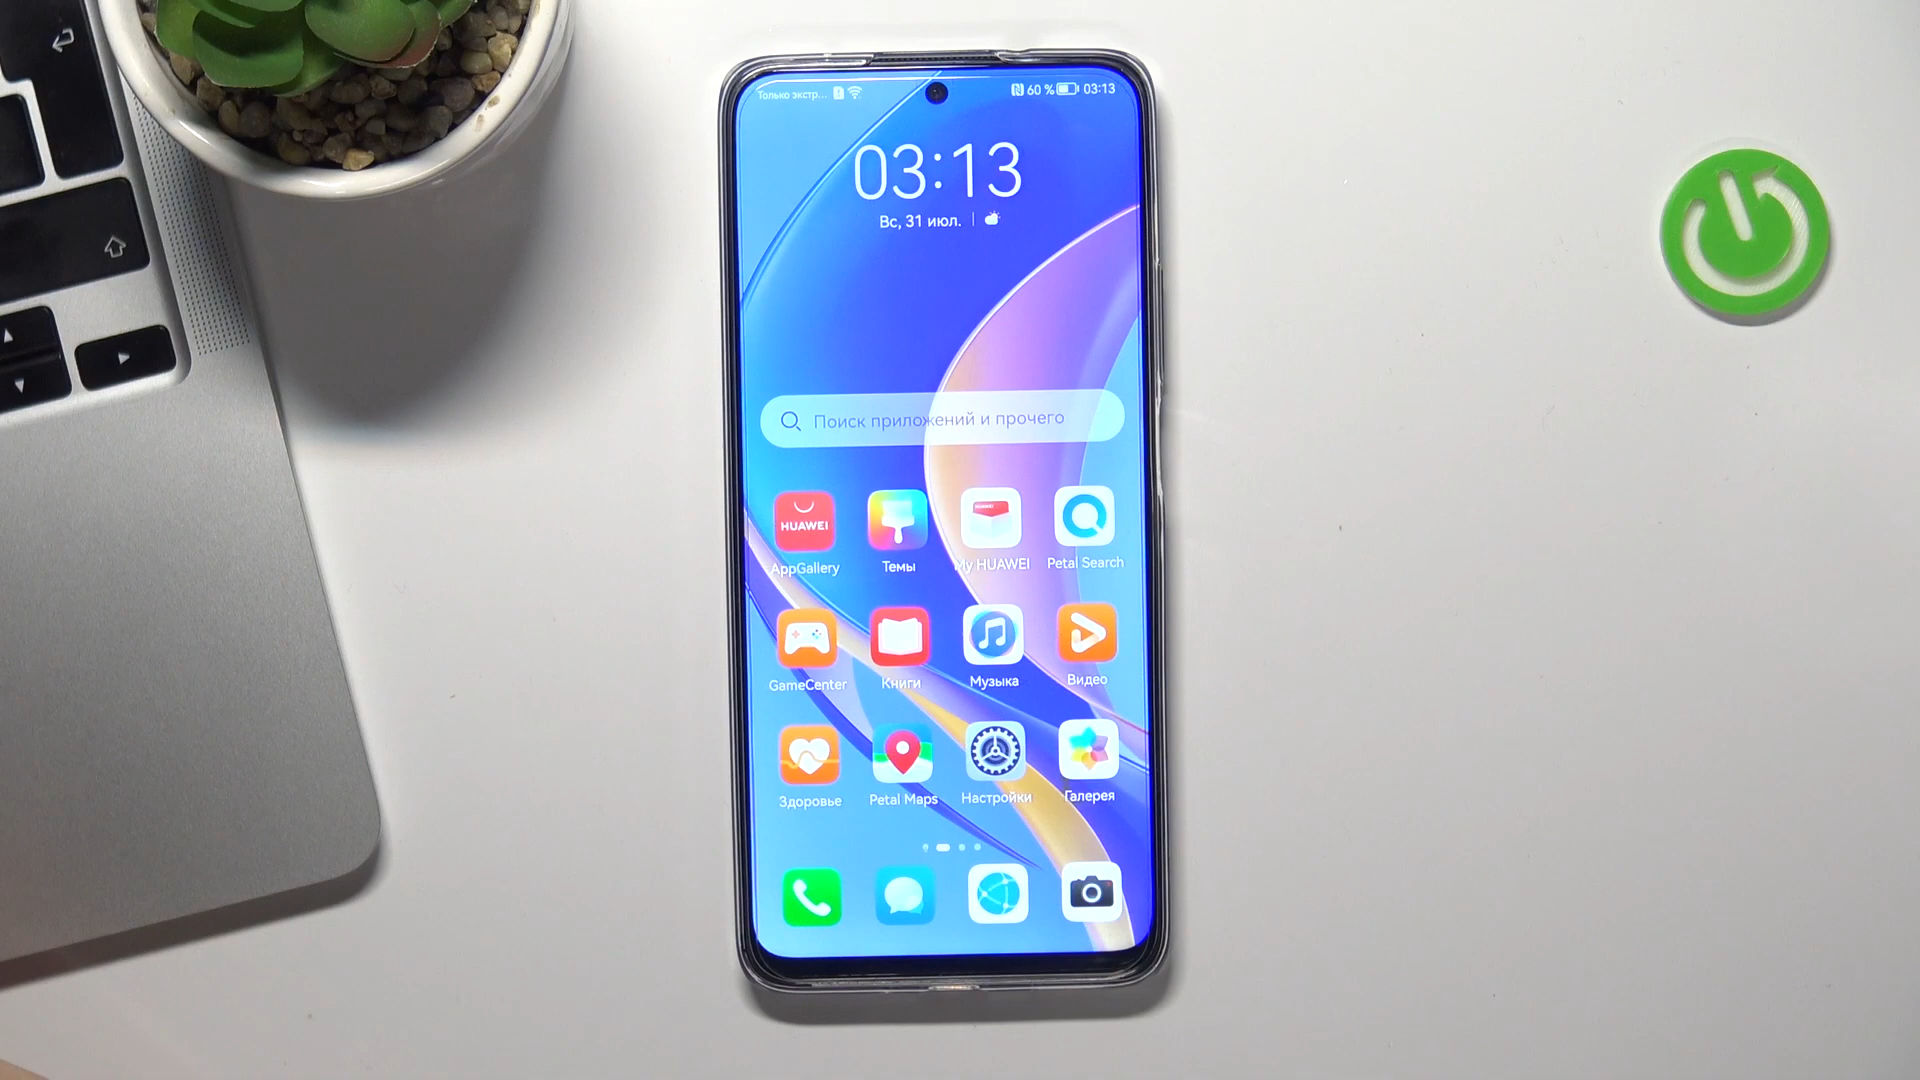 Только экстр... 60 % 03:13
03:13
Вс, 31 июл.
Поиск приложений и прочего
HUAWEI
AppGallery Темы My HUAWEI Petal Search
GameCenter Книги Музыка Видео
Здоровье Petal Maps Настройки Галерея